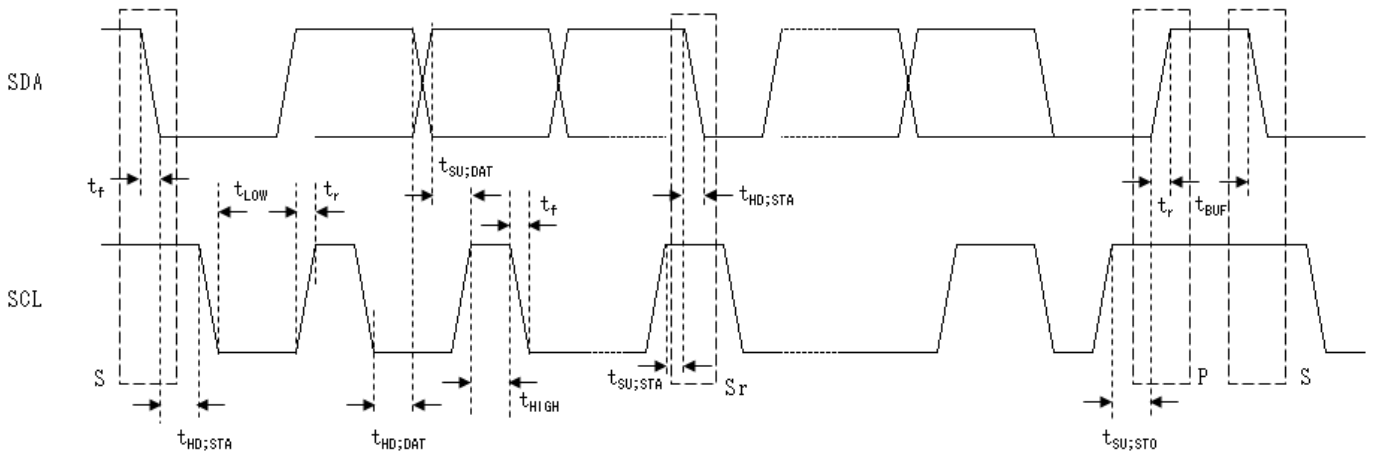 SDA
t_f
t_LOW
t_r
t_SU;DAT
t_f
t_HD;STA
t_r
t_BUF
SCL
S
t_HD;STA
t_HD;DAT
t_HIGH
t_SU;STA
Sr
P
S
t_SU;STO